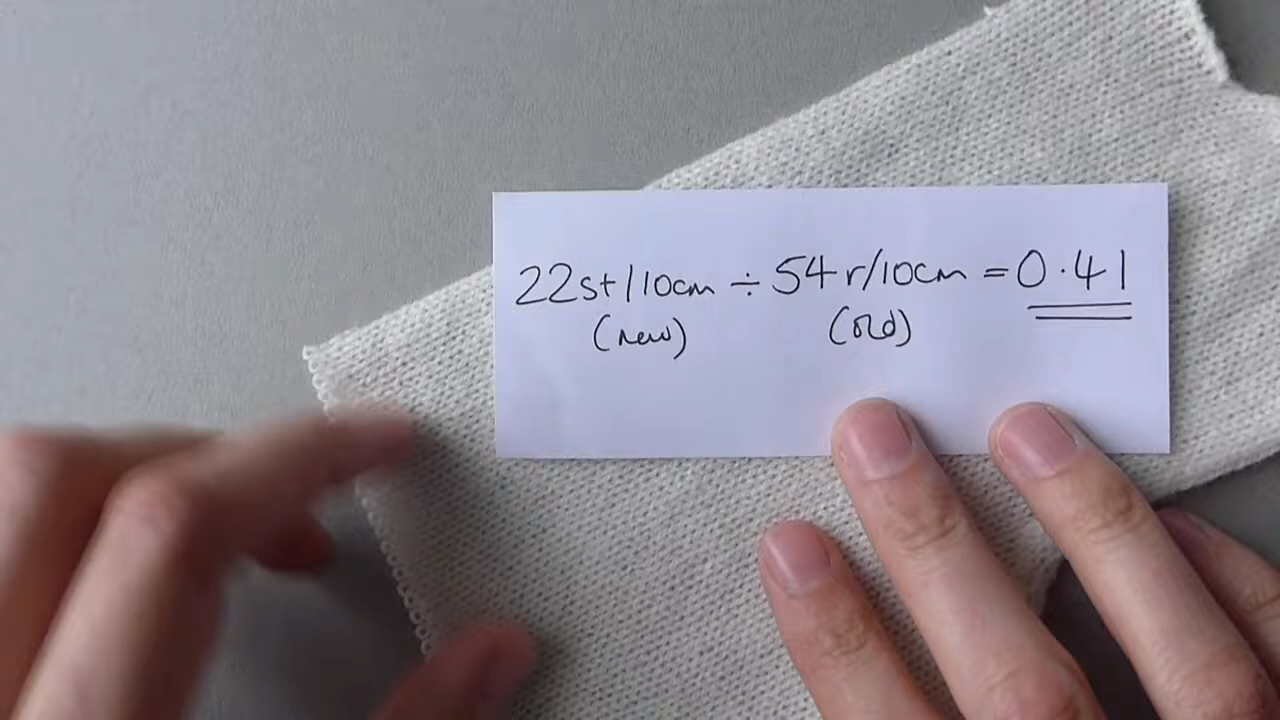 22st/10cm ÷ 54r/10cm = 0.41
(new) (old)